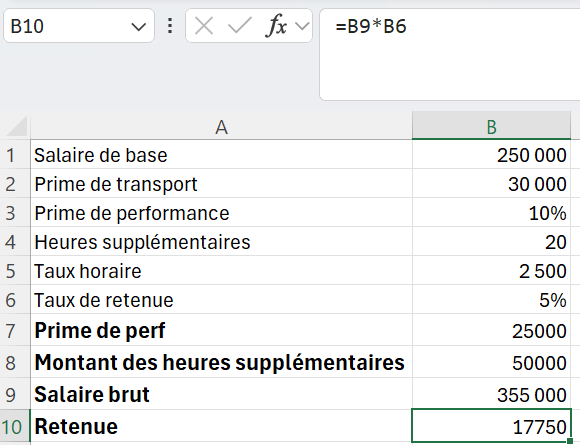 B10 fx =B9*B6
A B
1 Salaire de base 250 000
2 Prime de transport 30 000
3 Prime de performance 10%
4 Heures supplémentaires 20
5 Taux horaire 2 500
6 Taux de retenue 5%
7 Prime de perf 25000
8 Montant des heures supplémentaires 50000
9 Salaire brut 355 000
10 Retenue 17750